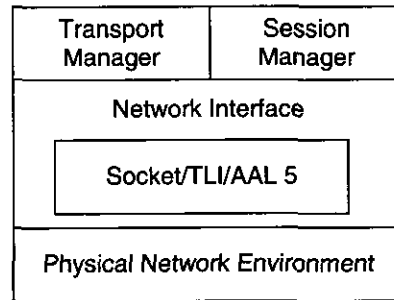 Transport
Manager
Session
Manager
Network Interface
Socket/TLI/AAL 5
Physical Network Environment